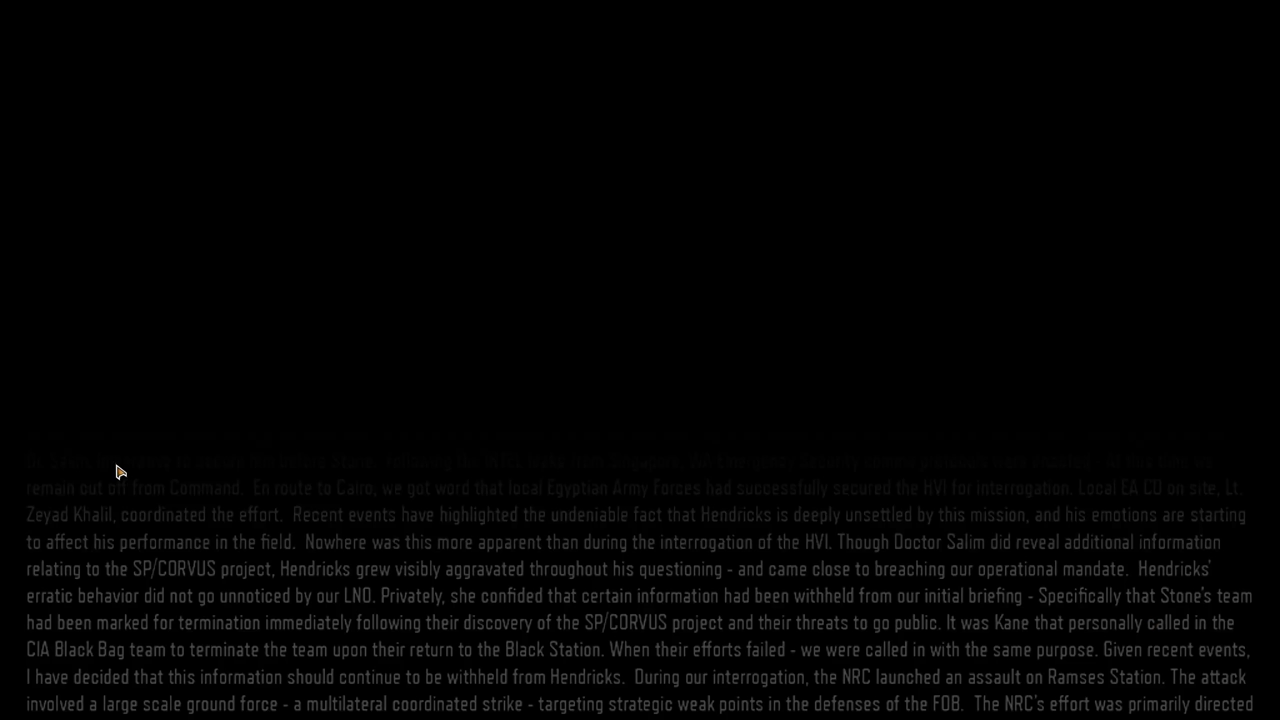 remain cut off from Command.  En route to Cairo, we got word that local Egyptian Army Forces had successfully secured the HVI for interrogation. Local EA CO on site, Lt.
Zeyad Khalil, coordinated the effort.  Recent events have highlighted the undeniable fact that Hendricks is deeply unsettled by this mission, and his emotions are starting
to affect his performance in the field.  Nowhere was this more apparent than during the interrogation of the HVI. Though Doctor Salim did reveal additional information
relating to the SP/CORVUS project, Hendricks grew visibly aggravated throughout his questioning - and came close to breaching our operational mandate.  Hendricks'
erratic behavior did not go unnoticed by our LNO. Privately, she confided that certain information had been withheld from our initial briefing - Specifically that Stone's team
had been marked for termination immediately following their discovery of the SP/CORVUS project and their threats to go public. It was Kane that personally called in the
CIA Black Bag team to terminate the team upon their return to the Black Station. When their efforts failed - we were called in with the same purpose. Given recent events,
I have decided that this information should continue to be withheld from Hendricks.  During our interrogation, the NRC launched an assault on Ramses Station. The attack
involved a large scale ground force - a multilateral coordinated strike - targeting strategic weak points in the defenses of the FOB.  The NRC's effort was primarily directed